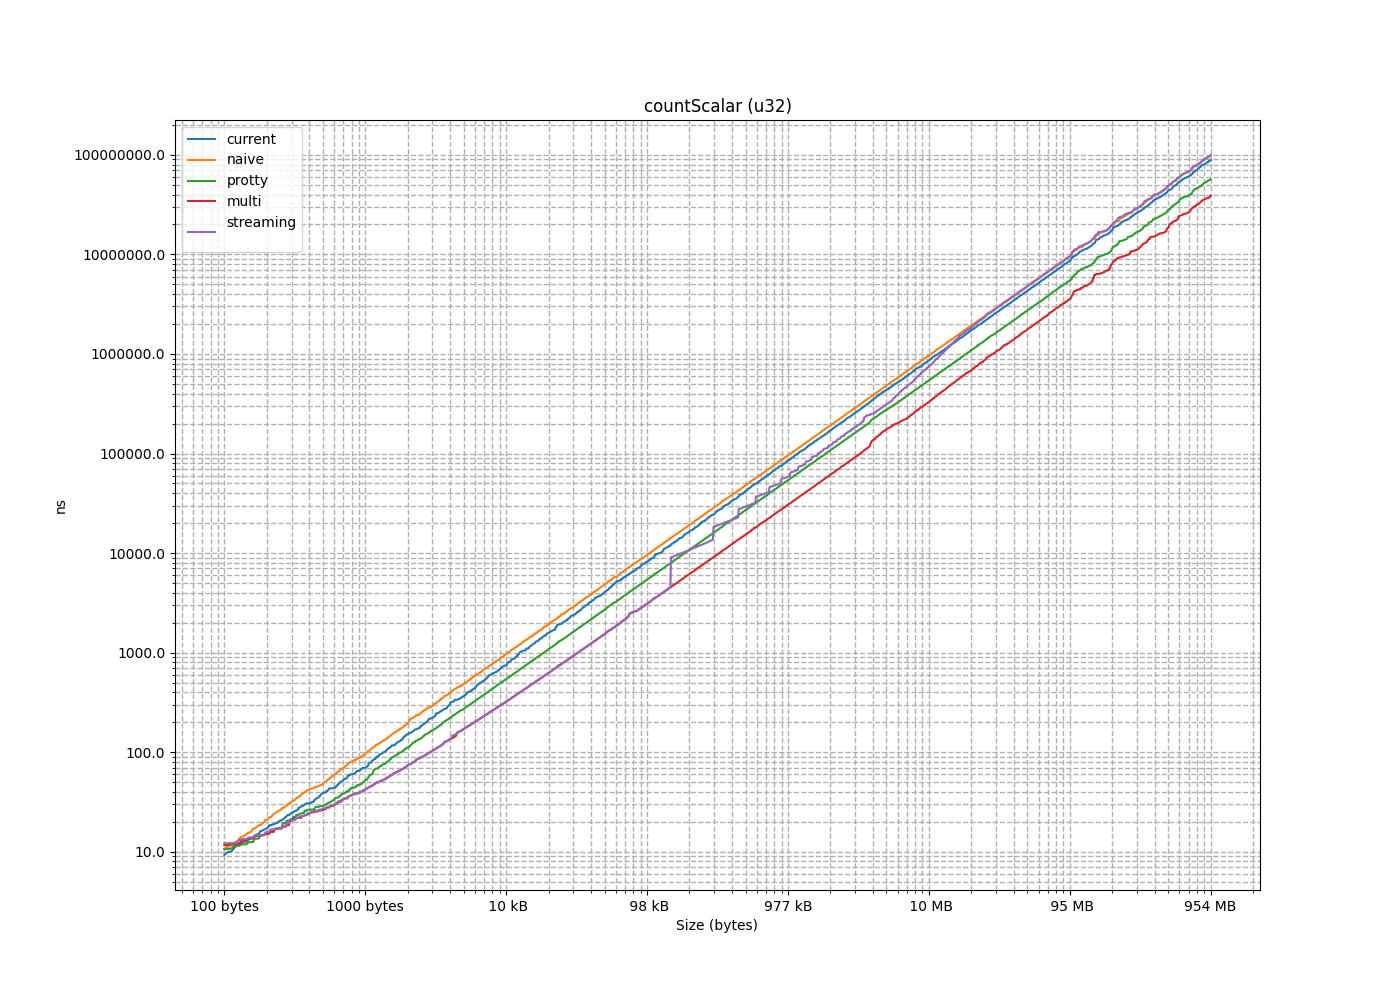 countScalar (u32)
current
naive
protty
multi
streaming
100000000.0
10000000.0
1000000.0
100000.0
10000.0
1000.0
100.0
10.0
ns
100 bytes 1000 bytes 10 kB 98 kB 977 kB 10 MB 95 MB 954 MB
Size (bytes)